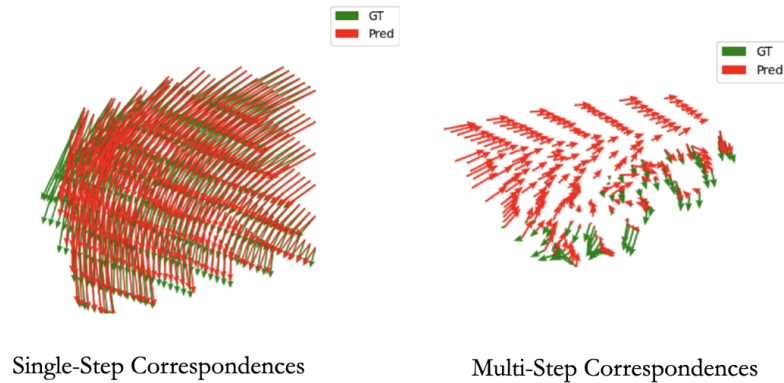 GT
Pred
GT
Pred
Single-Step Correspondences
Multi-Step Correspondences